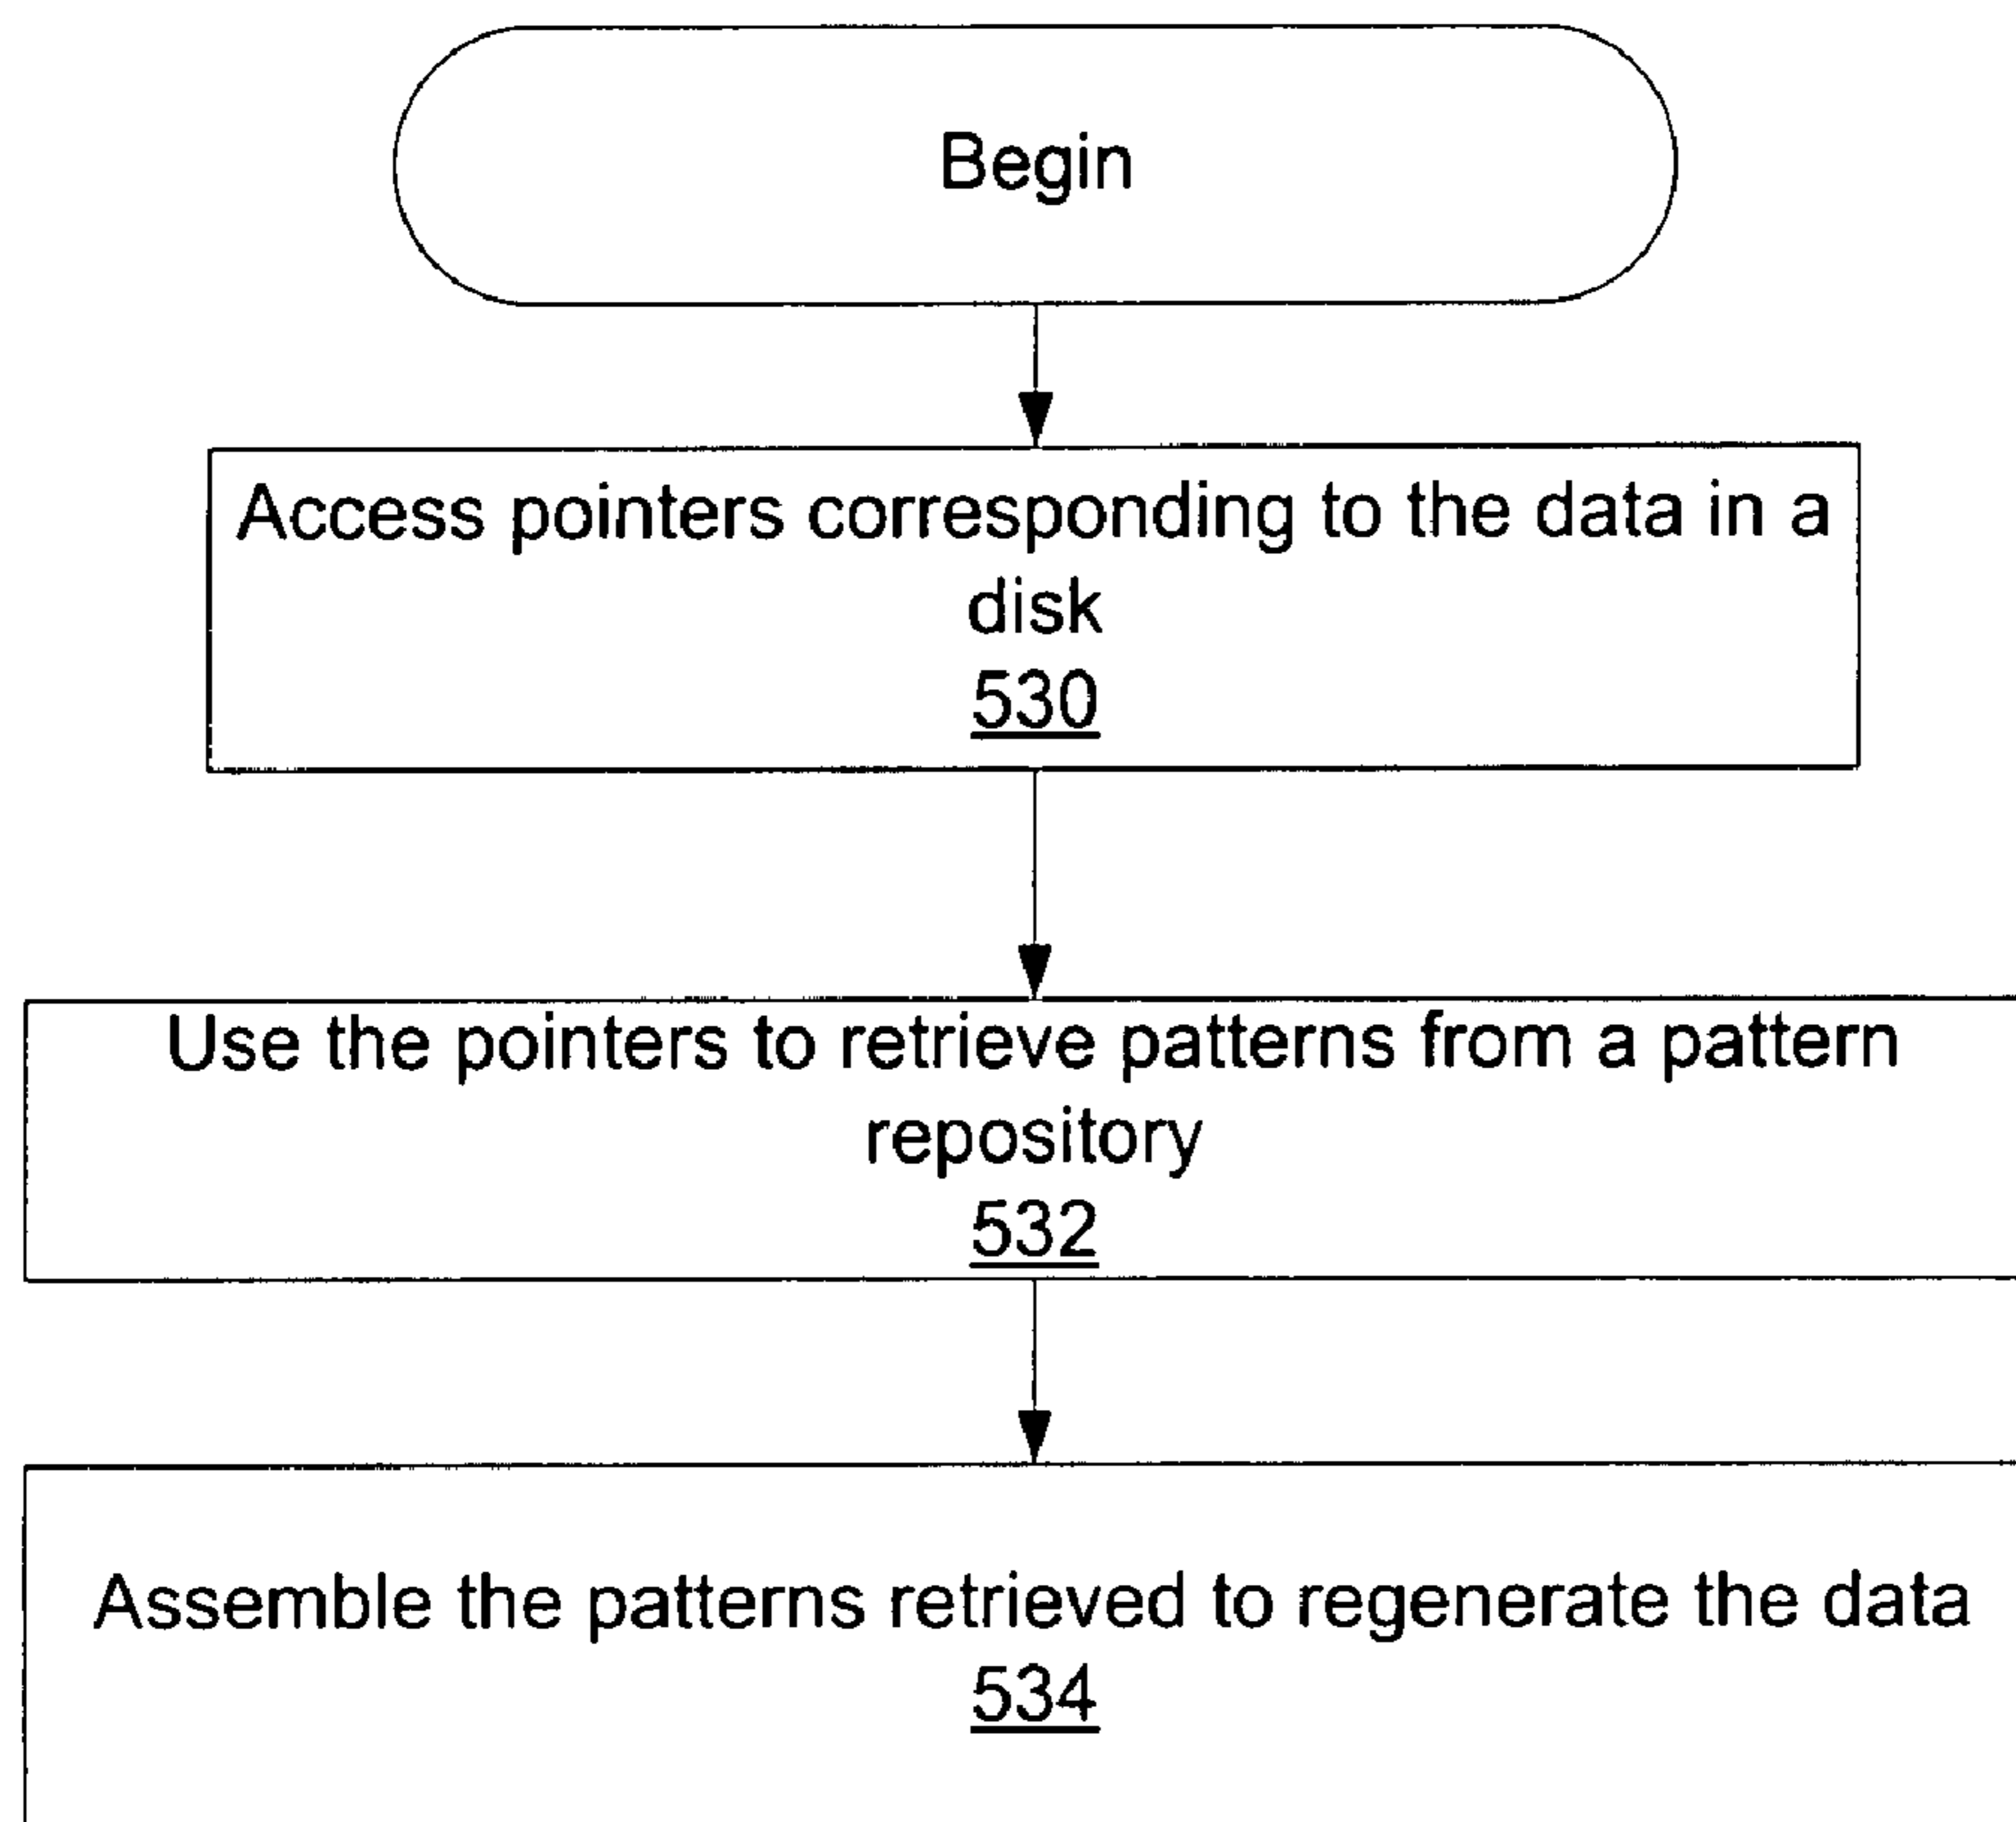 Begin
Access pointers corresponding to the data in a
disk
530
Use the pointers to retrieve patterns from a pattern
repository
532
Assemble the patterns retrieved to regenerate the data
534